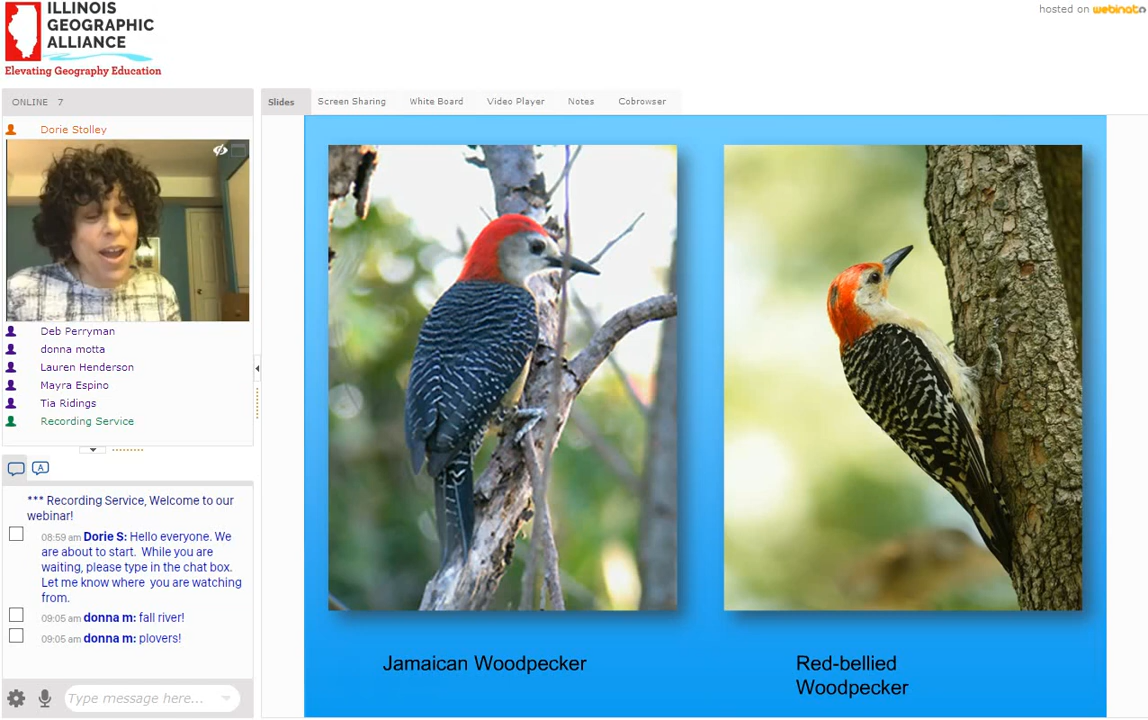 ILLINOIS
GEOGRAPHIC
ALLIANCE
Elevating Geography Education
hosted on webinato
ONLINE 7
Dorie Stolley
Deb Perryman
donna motta
Lauren Henderson
Mayra Espino
Tia Ridings
Recording Service
A
*** Recording Service, Welcome to our
webinar!
08:59 am Dorie S: Hello everyone. We
are about to start. While you are
waiting, please type in the chat box.
Let me know where you are watching
from.
09:05 am donna m: fall river!
09:05 am donna m: plovers!
Type message here...
Slides Screen Sharing White Board Video Player Notes Cobrowser
Jamaican Woodpecker
Red-bellied
Woodpecker